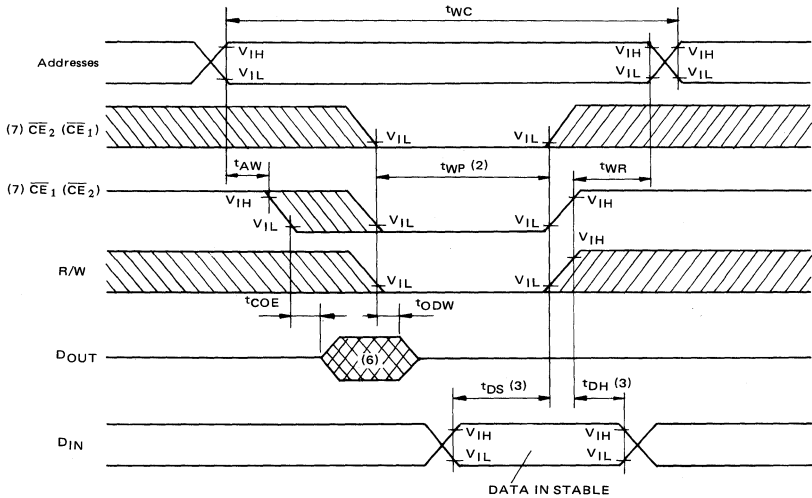 tWC
Addresses
VIH
VIL
VIH
VIL
(7) CE2 (CE1)
VIL
VIL
tAW
tWP (2)
tWR
(7) CE1 (CE2)
VIH
VIL
VIL
VIL
VIH
R/W
VIL
VIL
VIH
tCOE
tODW
DOUT
(6)
tDS (3)
tDH (3)
DIN
VIH
VIL
VIH
VIL
DATA IN STABLE